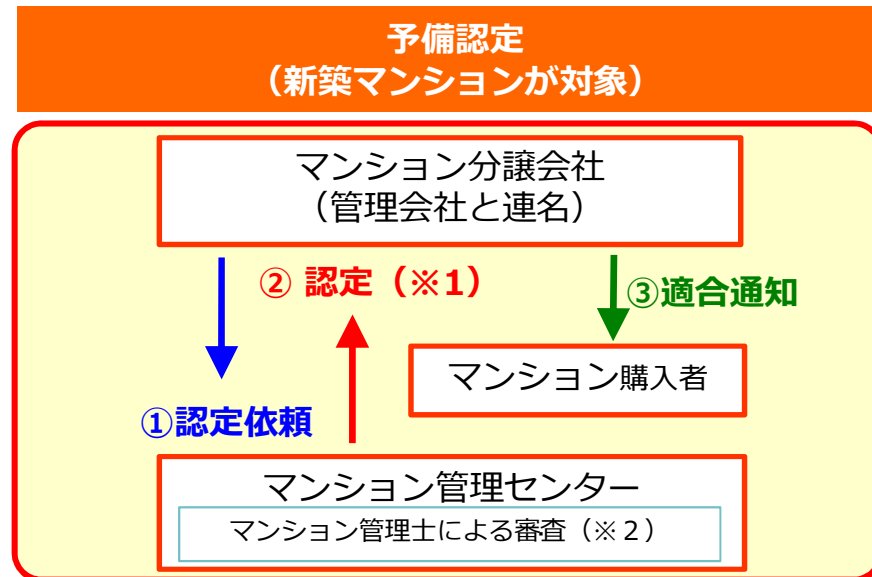 予備認定
（新築マンションが対象）
マンション分譲会社
（管理会社と連名）
② 認定（※1）
③適合通知
マンション購入者
①認定依頼
マンション管理センター
マンション管理士による審査（※２）